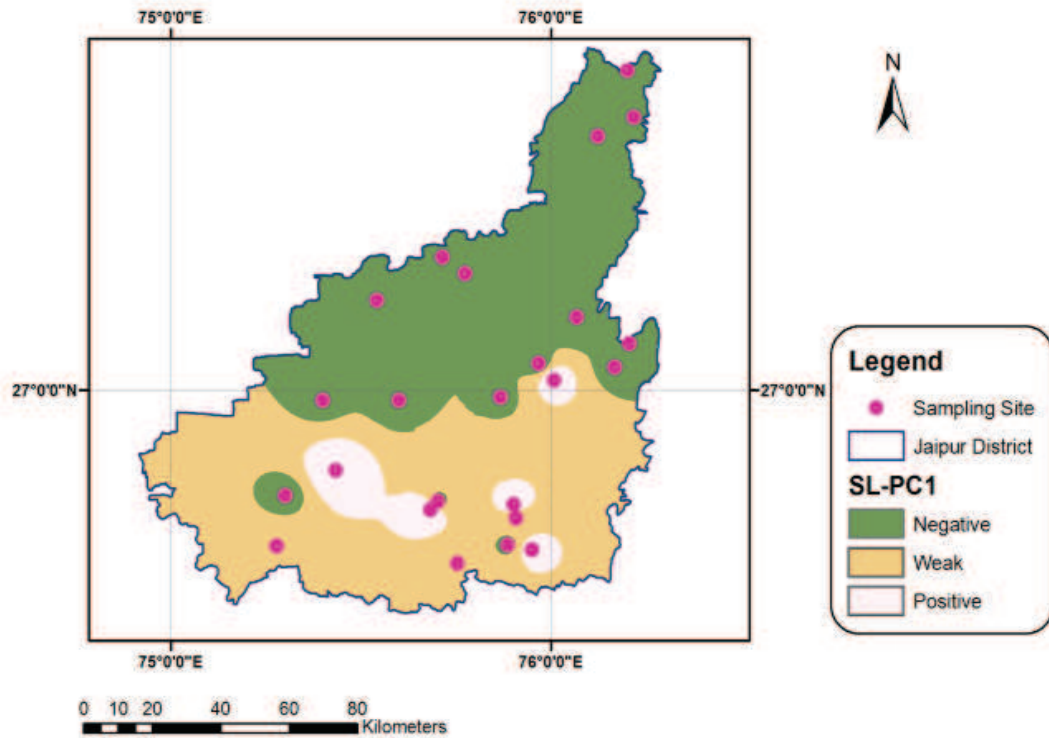 75°0'0"E 76°0'0"E
N
27°0'0"N 27°0'0"N
Legend
Sampling Site
Jaipur District
SL-PC1
Negative
Weak
Positive
75°0'0"E 76°0'0"E
0 10 20 40 60 80
Kilometers